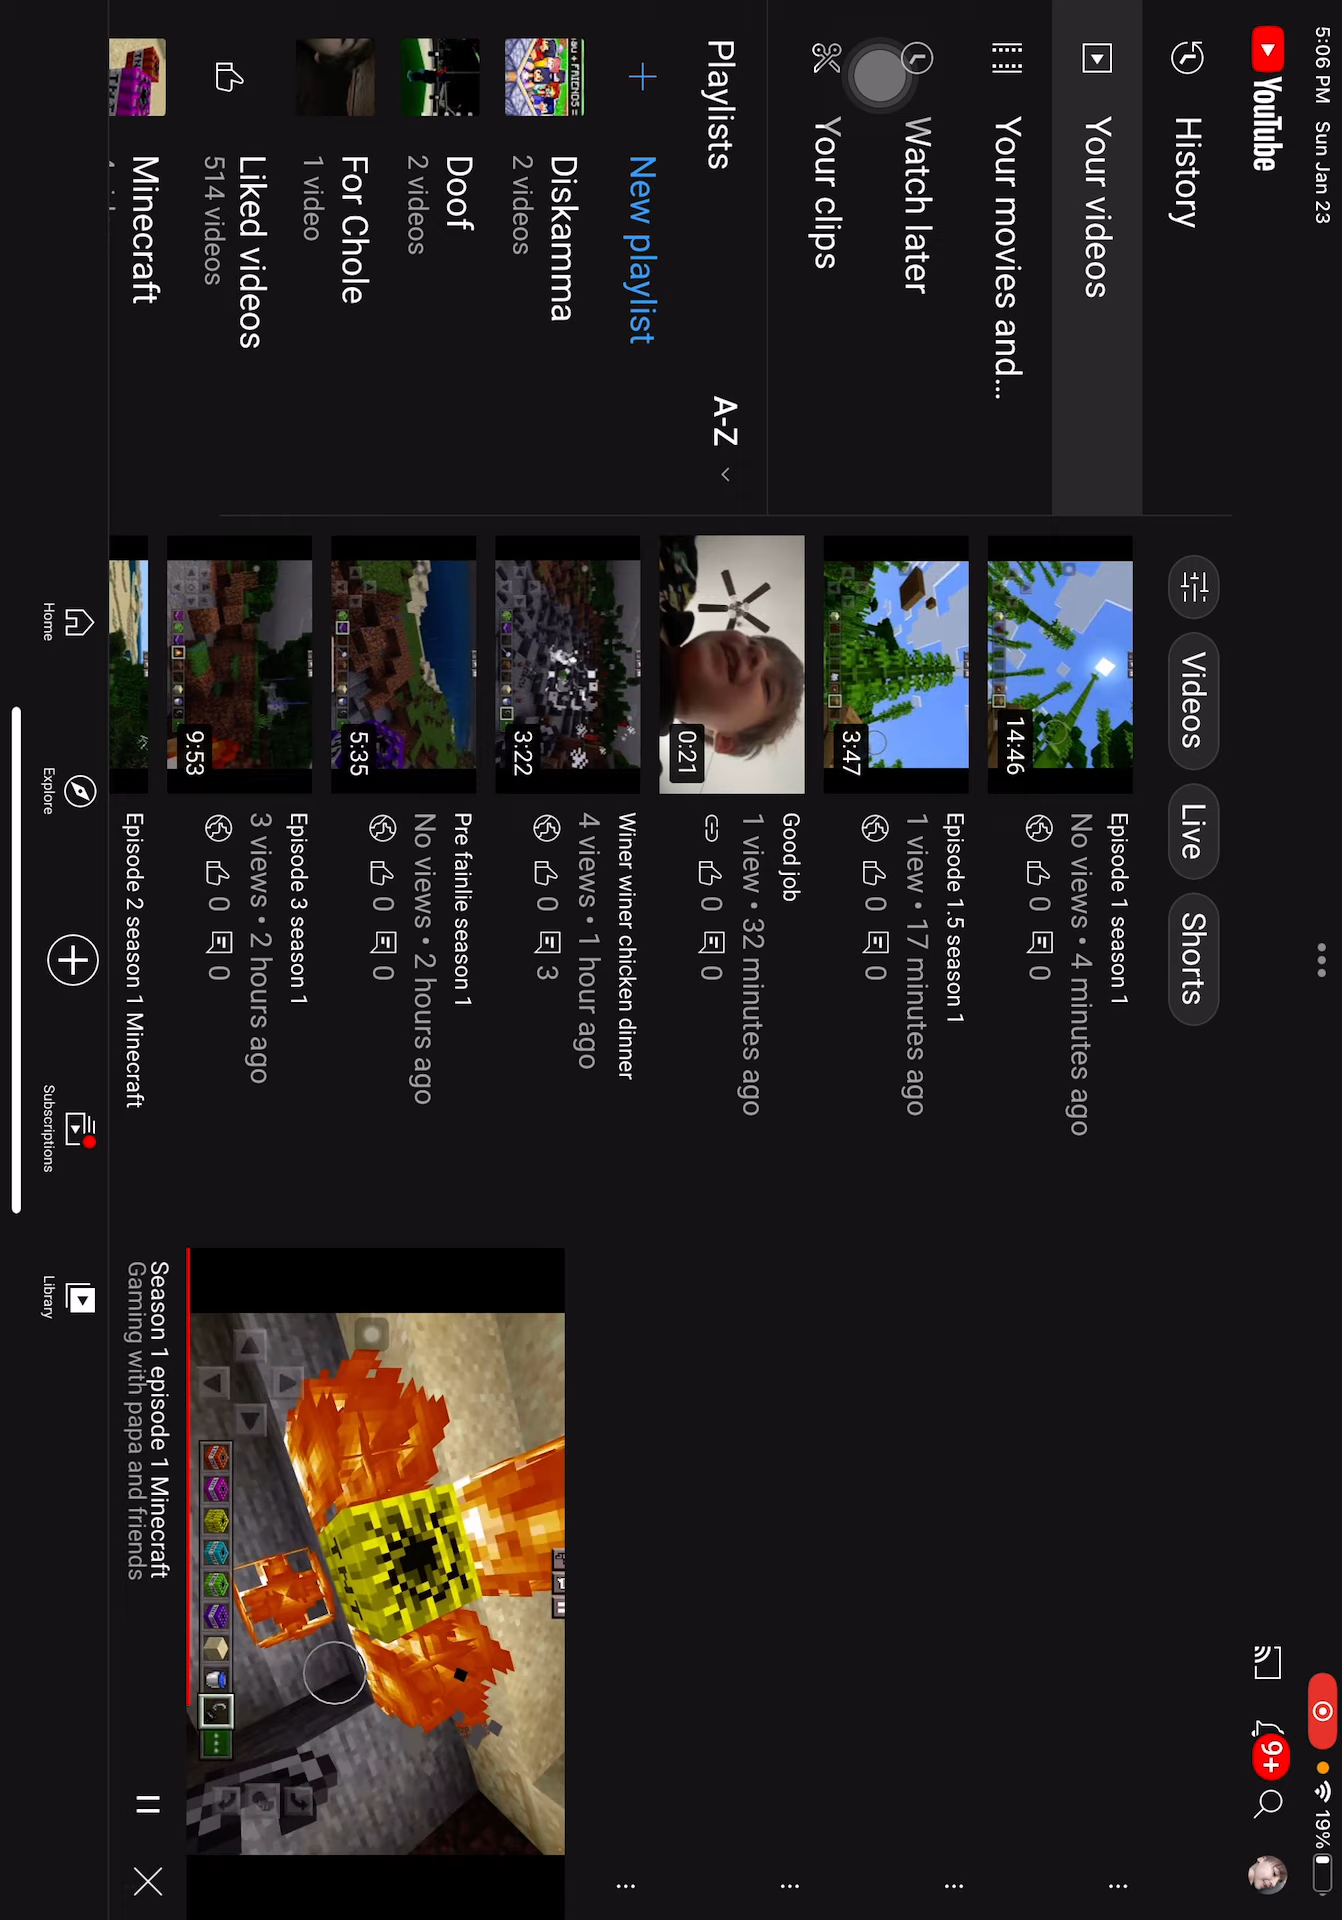 5:06 PM Sun Jan 23
19%
YouTube
9+
History
Your videos
Your movies and...
Watch later
Your clips
Playlists
A-Z
New playlist
Diskamma
2 videos
Doof
2 videos
For Chole
1 video
Liked videos
514 videos
Minecraft
Videos
Live
Shorts
14:46
Episode 1 season 1
No views • 4 minutes ago
0 0
3:47
Episode 1.5 season 1
1 view • 17 minutes ago
0 0
0:21
Good job
1 view • 32 minutes ago
0 0
3:22
Winer winer chicken dinner
4 views • 1 hour ago
0 3
5:35
Pre fainlie season 1
No views • 2 hours ago
0 0
9:53
Episode 3 season 1
3 views • 2 hours ago
0 0
Episode 2 season 1 Minecraft
Season 1 episode 1 Minecraft
Gaming with papa and friends
Home
Explore
Subscriptions
Library